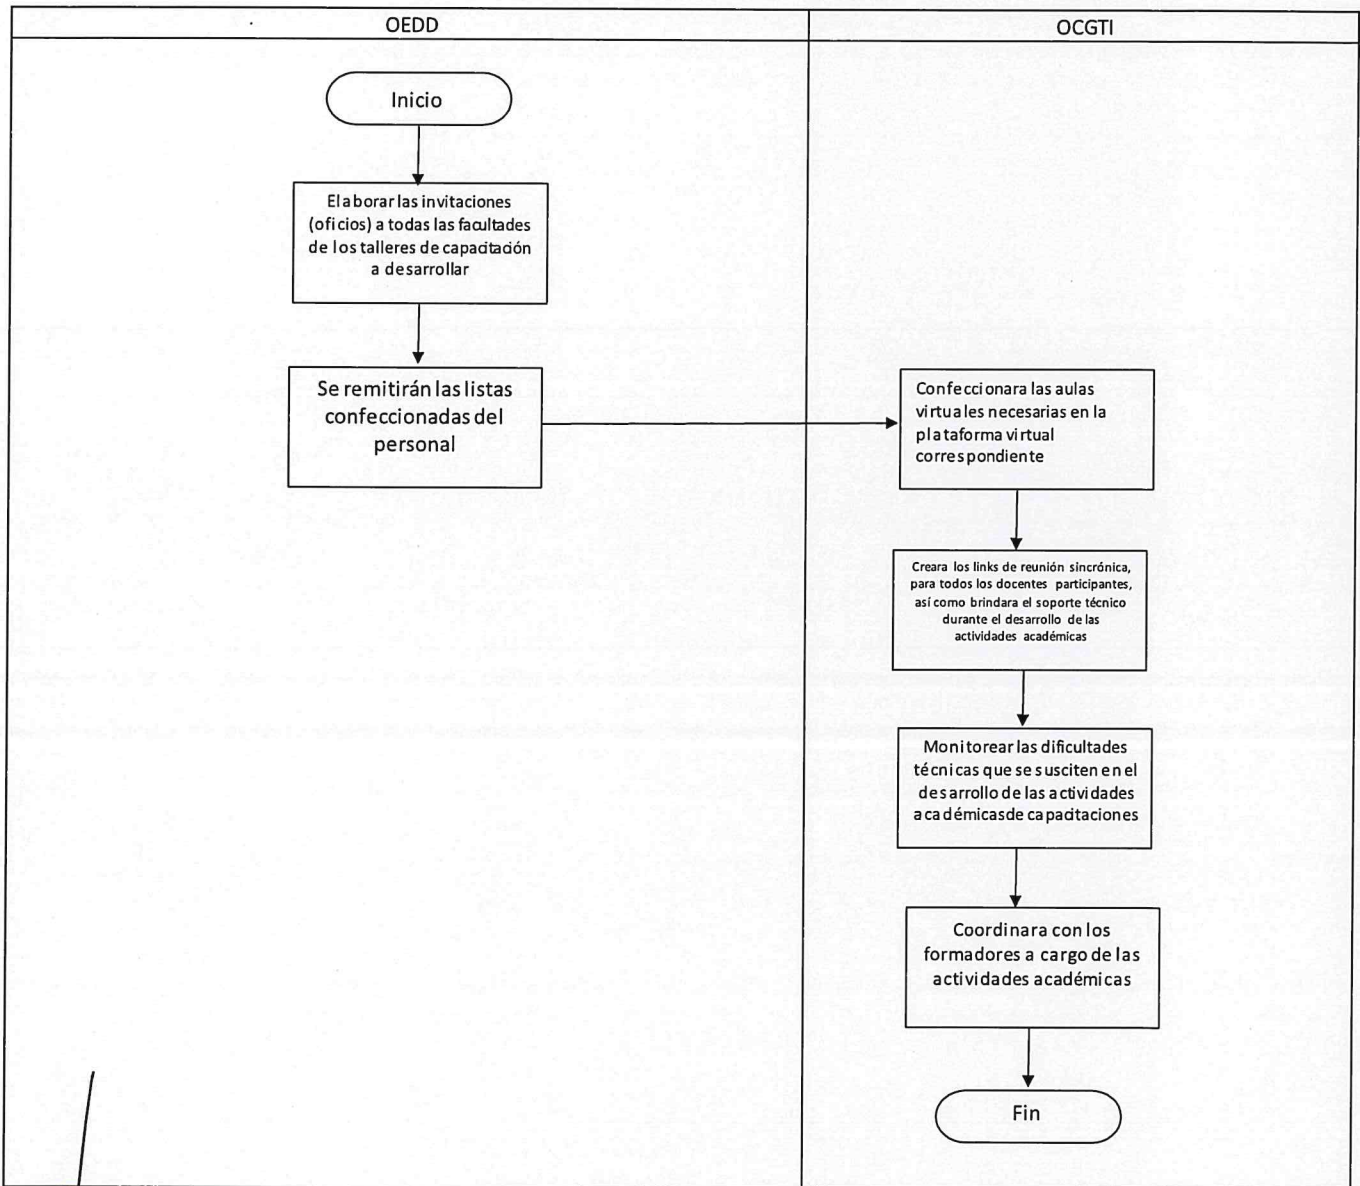 OEDD
OCGTI
Inicio
Elaborar las invitaciones
(oficios) a todas las facultades
de los talleres de capacitación
a desarrollar
Se remitirán las listas
confeccionadas del
personal
Confeccionara las aulas
virtuales necesarias en la
plataforma virtual
correspondiente
Creara los links de reunión sincrónica,
para todos los docentes participantes,
así como brindara el soporte técnico
durante el desarrollo de las
actividades académicas
Monitorear las dificultades
técnicas que se susciten en el
desarrollo de las actividades
académicas de capacitaciones
Coordinara con los
formadores a cargo de las
actividades académicas
Fin